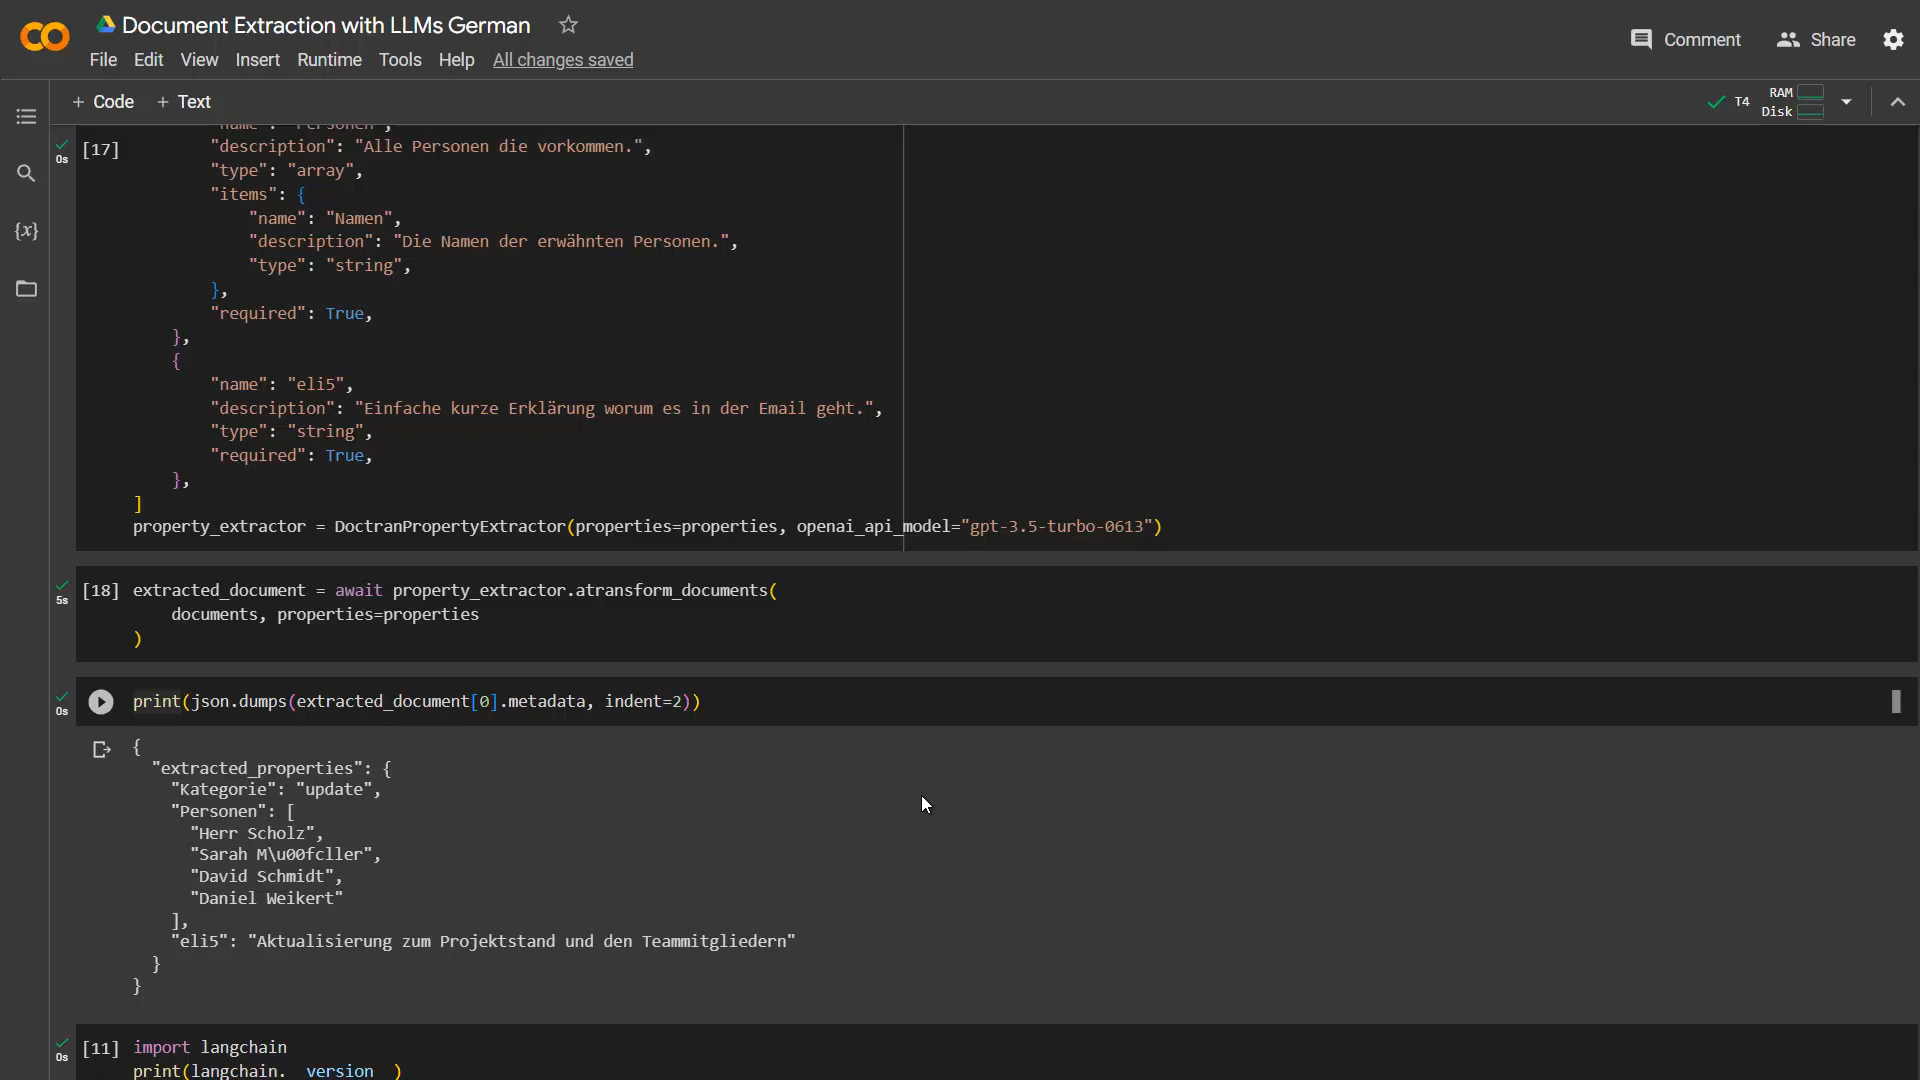 Document Extraction with LLMs German
File Edit View Insert Runtime Tools Help All changes saved
Comment Share
+ Code + Text
T4 RAM Disk
"name": "Personen",
0s [17] "description": "Alle Personen die vorkommen.",
"type": "array",
"items": {
"name": "Namen",
"description": "Die Namen der erwähnten Personen.",
"type": "string",
},
"required": True,
},
{
"name": "eli5",
"description": "Einfache kurze Erklärung worum es in der Email geht.",
"type": "string",
"required": True,
},
]
property_extractor = DoctranPropertyExtractor(properties=properties, openai_api_model="gpt-3.5-turbo-0613")
5s [18] extracted_document = await property_extractor.atransform_documents(
documents, properties=properties
)
0s print(json.dumps(extracted_document[0].metadata, indent=2))
{
"extracted_properties": {
"Kategorie": "update",
"Personen": [
"Herr Scholz",
"Sarah M\u00fcller",
"David Schmidt",
"Daniel Weikert"
],
"eli5": "Aktualisierung zum Projektstand und den Teammitgliedern"
}
}
0s [11] import langchain
print(langchain.__version__)